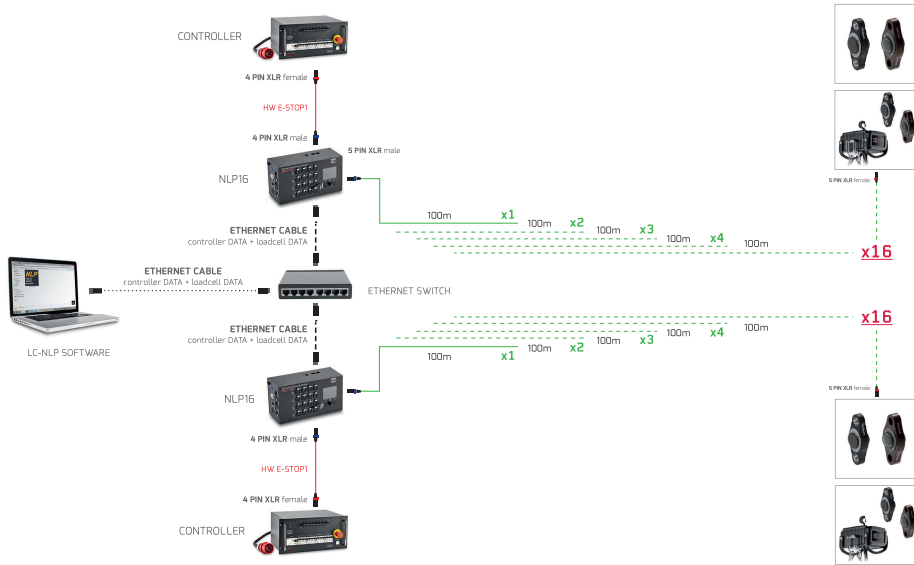 CONTROLLER
4 PIN XLR female
HW E-STOP1
4 PIN XLR male
5 PIN XLR male
NLP16
5 PIN XLR female
100m
x1
100m
x2
100m
x3
100m
x4
100m
x16
ETHERNET CABLE
controller DATA + loadcell DATA
ETHERNET CABLE
controller DATA + loadcell DATA
NLP
ETHERNET SWITCH
LC-NLP SOFTWARE
ETHERNET CABLE
controller DATA + loadcell DATA
x16
100m
x1
100m
x2
100m
x3
100m
x4
100m
NLP16
5 PIN XLR female
4 PIN XLR male
HW E-STOP1
4 PIN XLR female
CONTROLLER